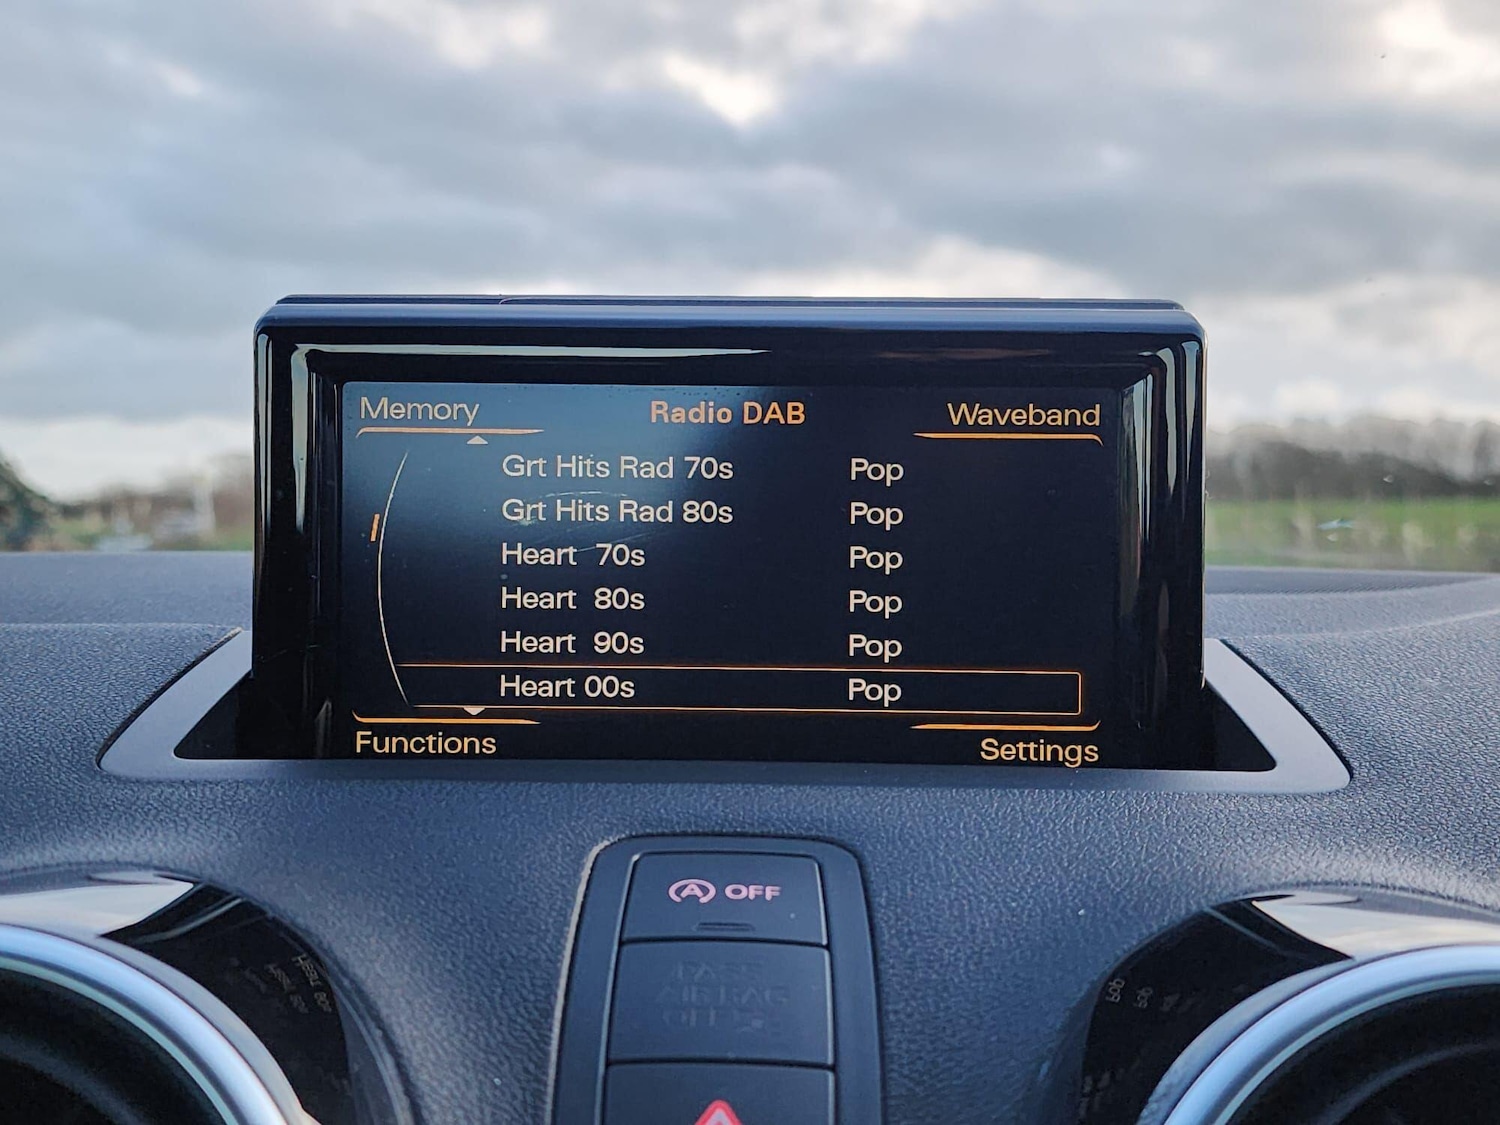 Memory Radio DAB Waveband
Grt Hits Rad 70s Pop
Grt Hits Rad 80s Pop
Heart 70s Pop
Heart 80s Pop
Heart 90s Pop
Heart 00s Pop
Functions Settings
A OFF